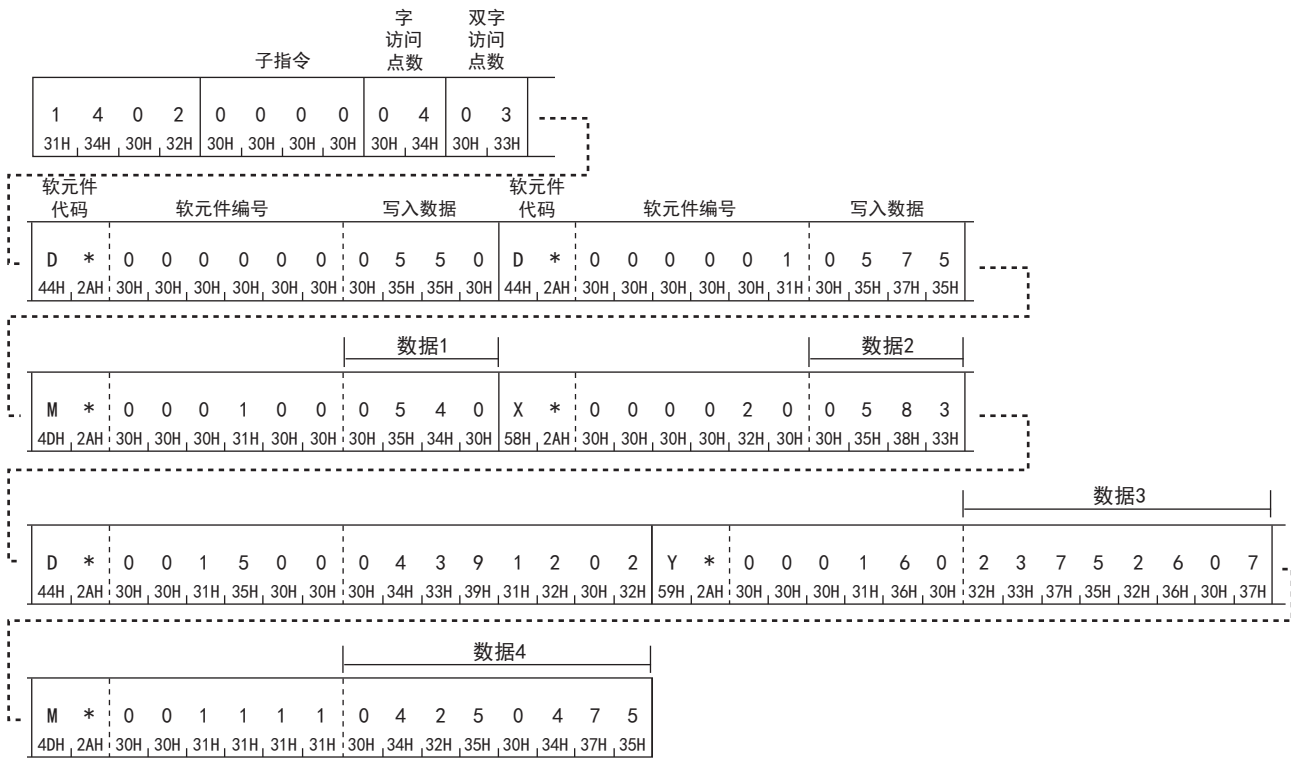 字 双字
访问 访问
子指令 点数 点数
1 4 0 2 0 0 0 0 0 4 0 3
31H 34H 30H 32H 30H 30H 30H 30H 30H 34H 30H 33H
软元件 软元件
代码 软元件编号 写入数据 代码 软元件编号 写入数据
D * 0 0 0 0 0 0 0 5 5 0 D * 0 0 0 0 0 1 0 5 7 5
44H 2AH 30H 30H 30H 30H 30H 30H 30H 35H 35H 30H 44H 2AH 30H 30H 30H 30H 30H 31H 30H 35H 37H 35H
数据1 数据2
M * 0 0 0 1 0 0 0 5 4 0 X * 0 0 0 0 2 0 0 5 8 3
4DH 2AH 30H 30H 30H 31H 30H 30H 30H 35H 34H 30H 58H 2AH 30H 30H 30H 30H 32H 30H 30H 35H 38H 33H
数据3
D * 0 0 1 5 0 0 0 4 3 9 1 2 0 2 Y * 0 0 0 1 6 0 2 3 7 5 2 6 0 7
44H 2AH 30H 30H 31H 35H 30H 30H 30H 34H 33H 39H 31H 32H 30H 32H 59H 2AH 30H 30H 30H 31H 36H 30H 32H 33H 37H 35H 32H 36H 30H 37H
数据4
M * 0 0 1 1 1 1 0 4 2 5 0 4 7 5
4DH 2AH 30H 30H 31H 31H 31H 31H 30H 34H 32H 35H 30H 34H 37H 35H